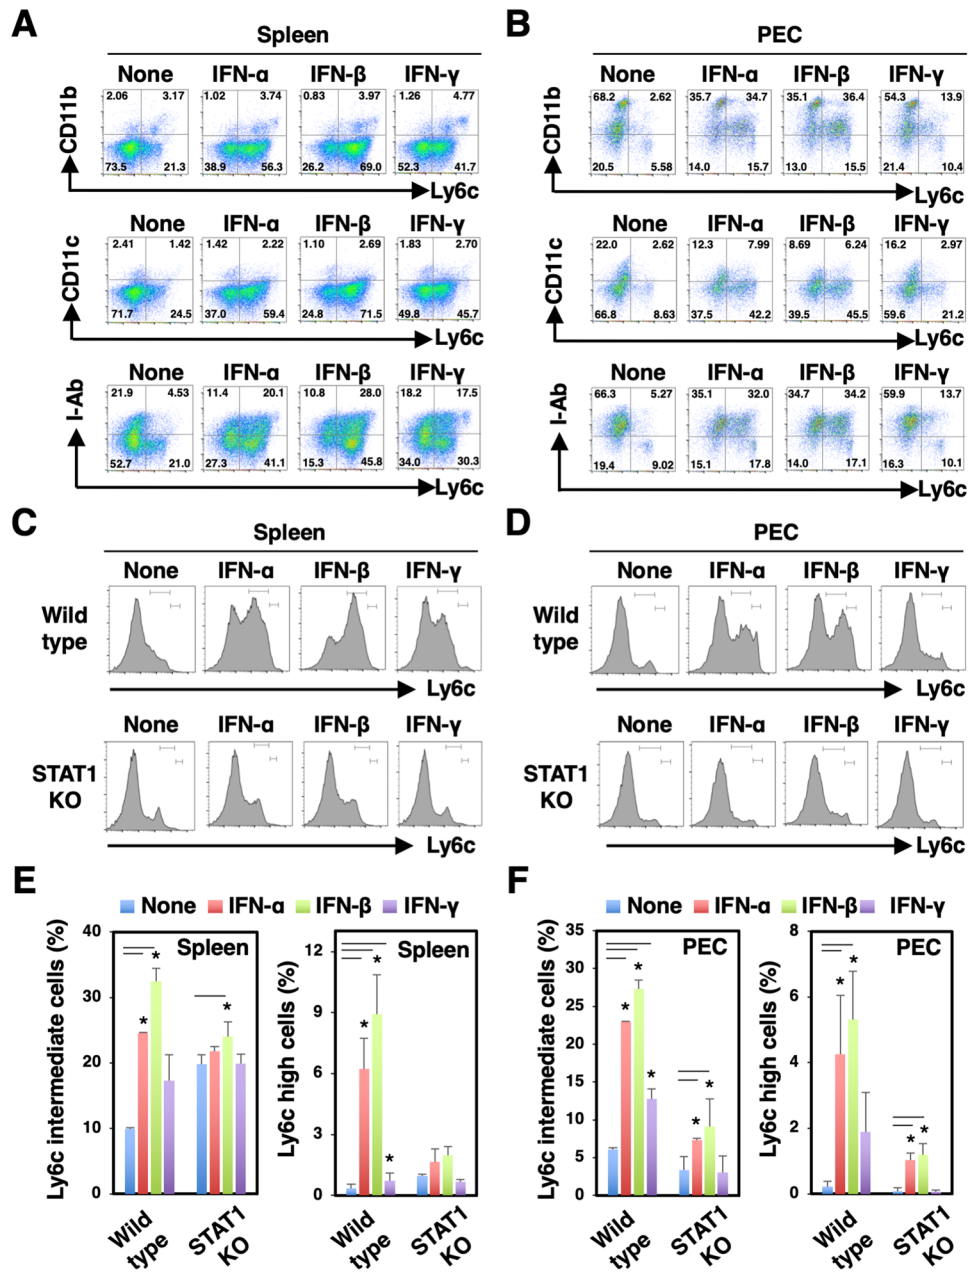 A
Spleen
None IFN-α IFN-β IFN-γ
CD11b
2.06 3.17 1.02 3.74 0.83 3.97 1.26 4.77
73.5 21.3 38.9 56.3 26.2 69.0 52.3 41.7
Ly6c
None IFN-α IFN-β IFN-γ
CD11c
2.41 1.42 1.42 2.22 1.10 2.69 1.83 2.70
71.7 24.5 37.0 59.4 24.8 71.5 49.8 45.7
Ly6c
None IFN-α IFN-β IFN-γ
I-Ab
21.9 4.53 11.4 20.1 10.8 28.0 18.2 17.5
52.7 21.0 27.3 41.1 15.3 45.8 34.0 30.3
Ly6c
B
PEC
None IFN-α IFN-β IFN-γ
CD11b
68.2 2.62 35.7 34.7 35.1 36.4 54.3 13.9
20.5 5.58 14.0 15.7 13.0 15.5 21.4 10.4
Ly6c
None IFN-α IFN-β IFN-γ
CD11c
22.0 2.62 12.3 7.99 8.69 6.24 16.2 2.97
66.8 8.63 37.5 42.2 39.5 45.5 59.6 21.2
Ly6c
None IFN-α IFN-β IFN-γ
I-Ab
66.3 5.27 35.1 32.0 34.7 34.2 59.9 13.7
19.4 9.02 15.1 17.8 14.0 17.1 16.3 10.1
Ly6c
C
Spleen
None IFN-α IFN-β IFN-γ
Wild
type
Ly6c
None IFN-α IFN-β IFN-γ
STAT1
KO
Ly6c
D
PEC
None IFN-α IFN-β IFN-γ
Wild
type
Ly6c
None IFN-α IFN-β IFN-γ
STAT1
KO
Ly6c
E
None IFN-α IFN-β IFN-γ
Ly6c intermediate cells (%)
40
30
20
10
0
Spleen
* * *
Wild
type
STAT1
KO
Ly6c high cells (%)
12
9
6
3
0
Spleen
* * *
Wild
type
STAT1
KO
F
None IFN-α IFN-β IFN-γ
Ly6c intermediate cells (%)
35
30
25
20
15
10
5
0
PEC
* * * * *
Wild
type
STAT1
KO
Ly6c high cells (%)
8
6
4
2
0
PEC
* * * *
Wild
type
STAT1
KO